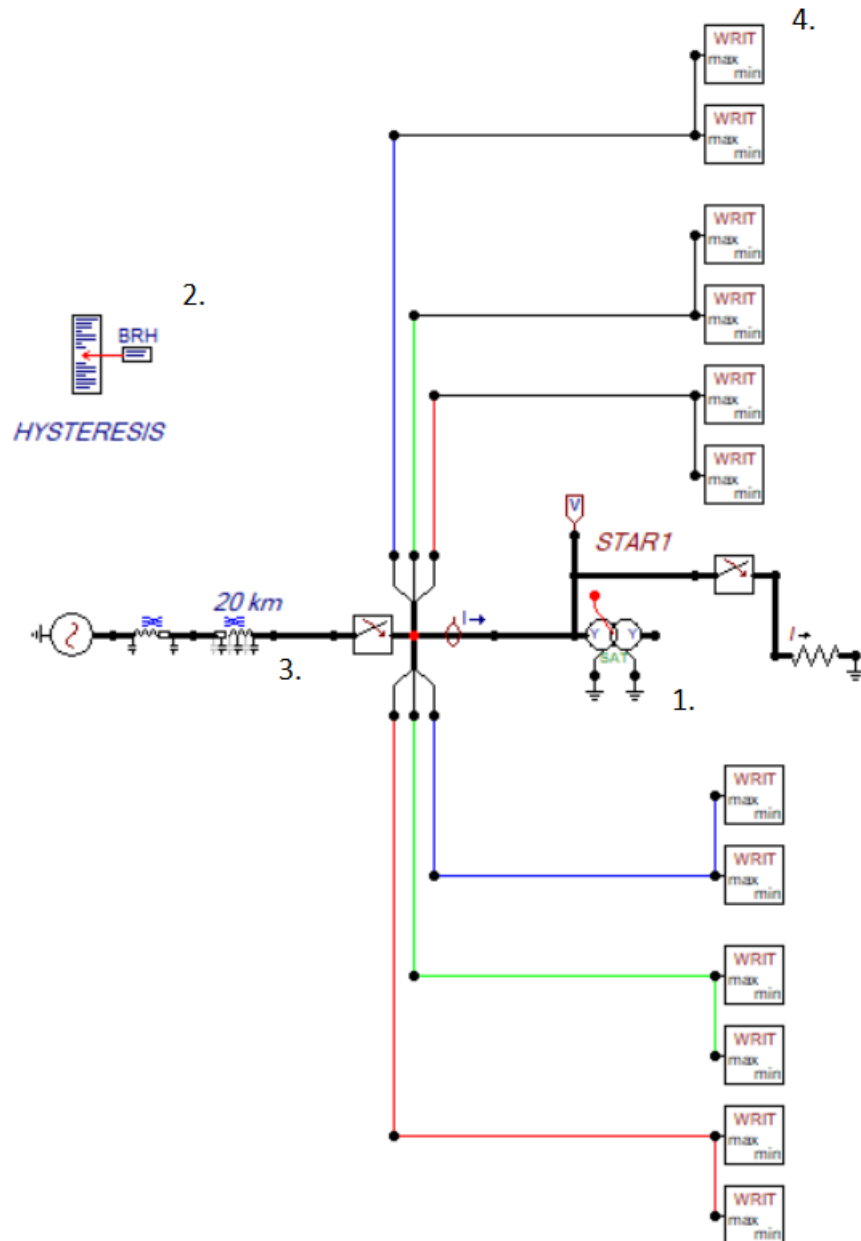 4.
WRIT
max
min
WRIT
max
min
WRIT
max
min
WRIT
max
min
2.
BRH
HYSTERESIS
WRIT
max
min
WRIT
max
min
V
STAR1
20 km
I
Y Y
SAT
I
3.
1.
WRIT
max
min
WRIT
max
min
WRIT
max
min
WRIT
max
min
WRIT
max
min
WRIT
max
min